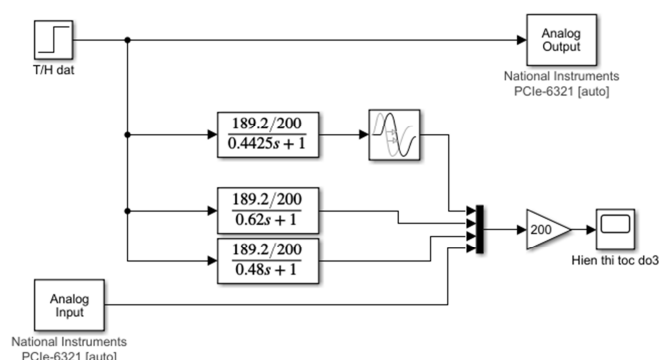 T/H dat
Analog
Output
National Instruments
PCIe-6321 [auto]
189.2/200
0.4425s + 1
189.2/200
0.62s + 1
189.2/200
0.48s + 1
200
Hien thi toc do3
Analog
Input
National Instruments
PCIe-6321 [auto]